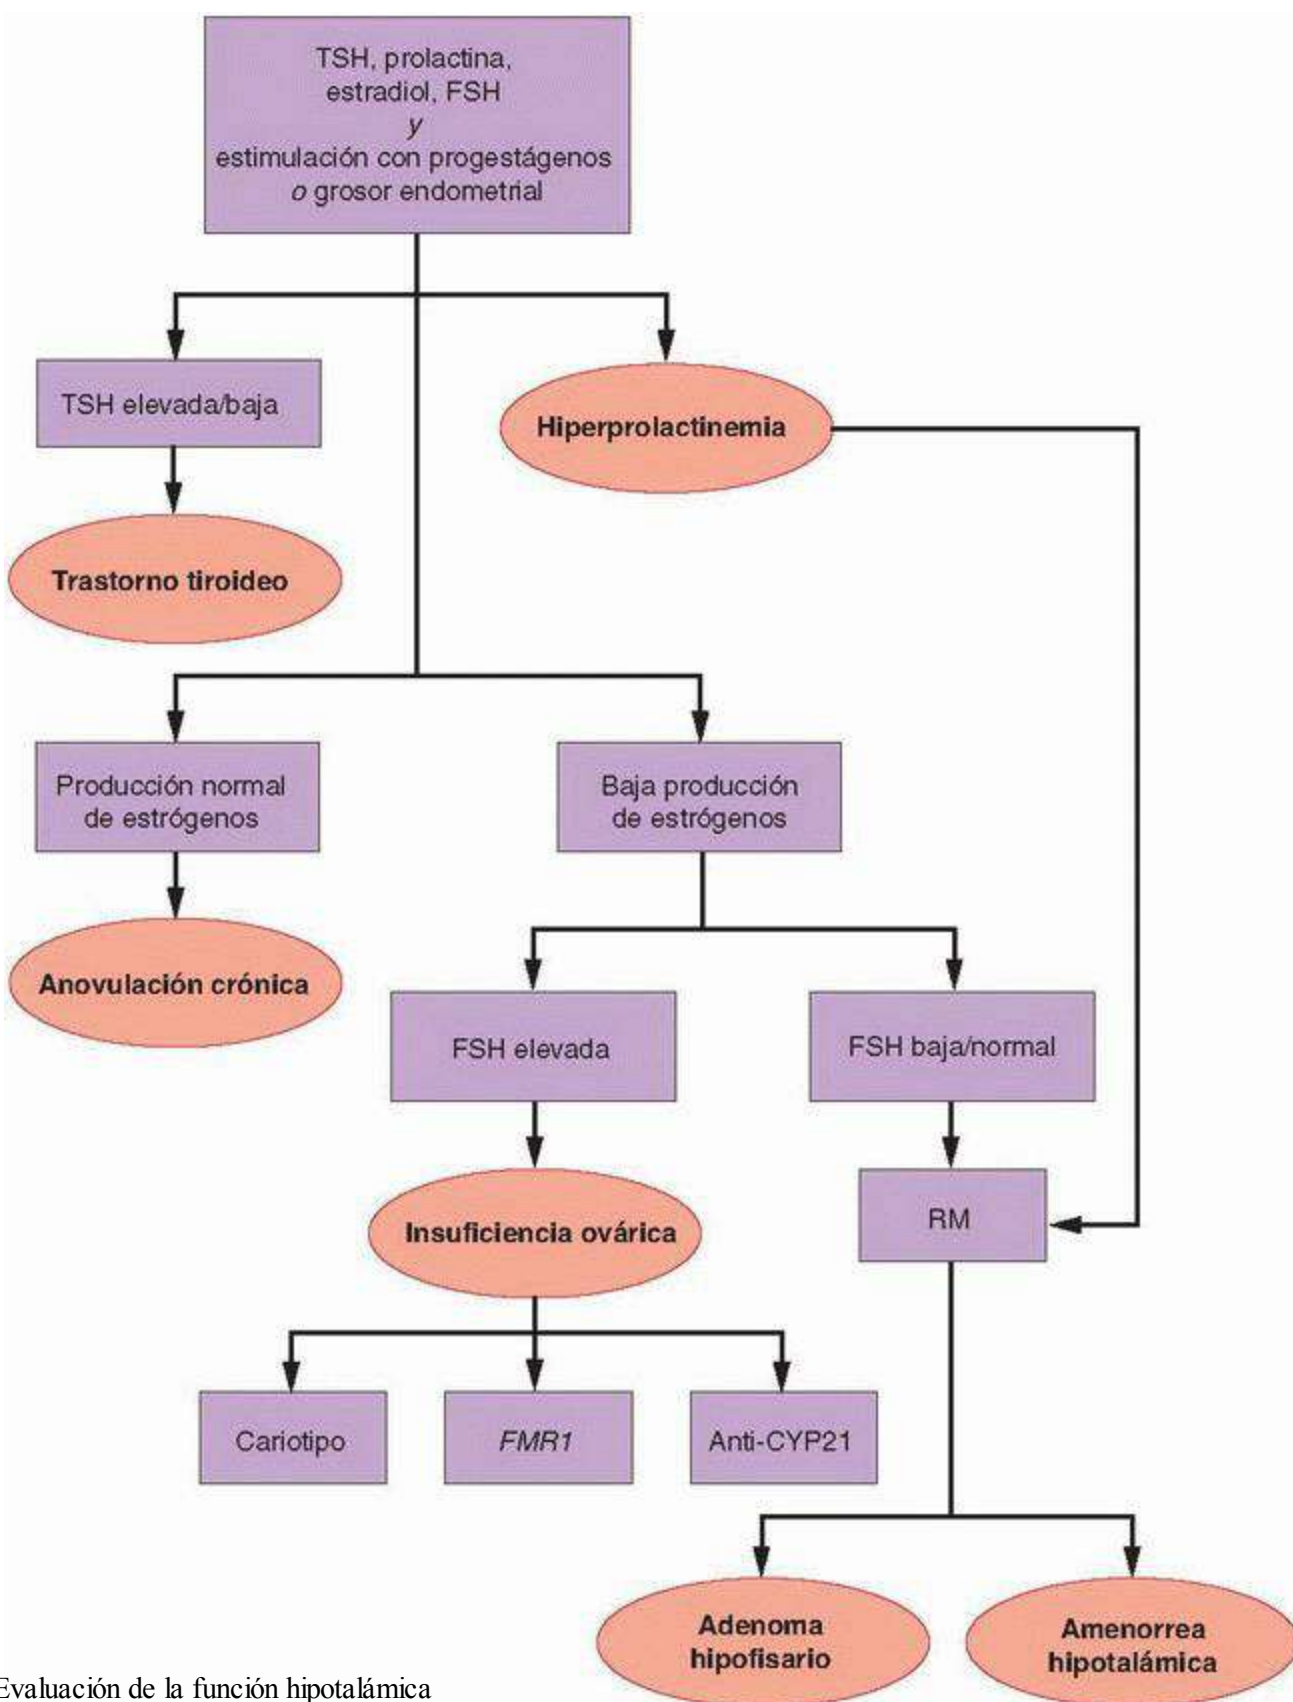 TSH, prolactina,
estradiol, FSH
y
estimulación con progestágenos
o grosor endometrial
TSH elevada/baja
Hiperprolactinemia
Trastorno tiroideo
Producción normal
de estrógenos
Baja producción
de estrógenos
Anovulación crónica
FSH elevada
FSH baja/normal
Insuficiencia ovárica
RM
Cariotipo
FMR1
Anti-CYP21
Adenoma
hipofisario
Amenorrea
hipotalámica
Evaluación de la función hipotalámica